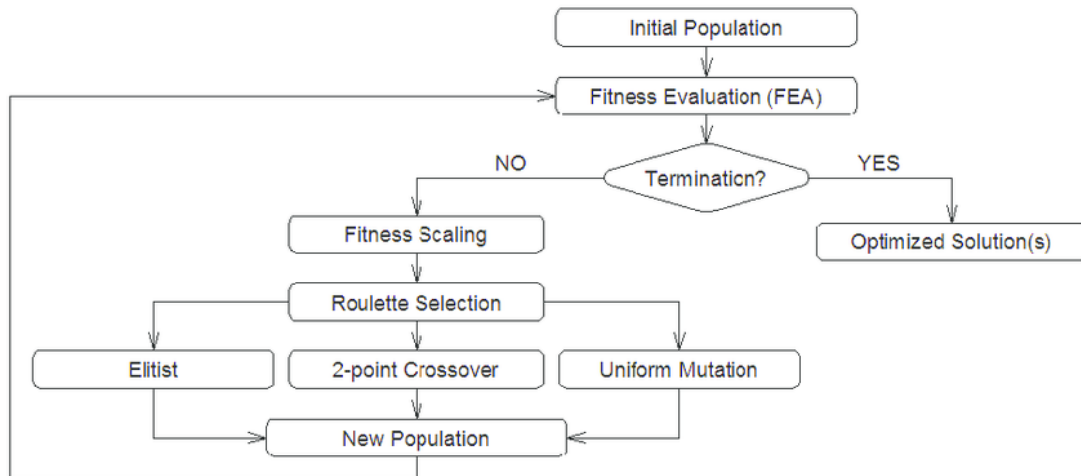 Initial Population
Fitness Evaluation (FEA)
NO
YES
Termination?
Fitness Scaling
Optimized Solution(s)
Roulette Selection
Elitist
2-point Crossover
Uniform Mutation
New Population